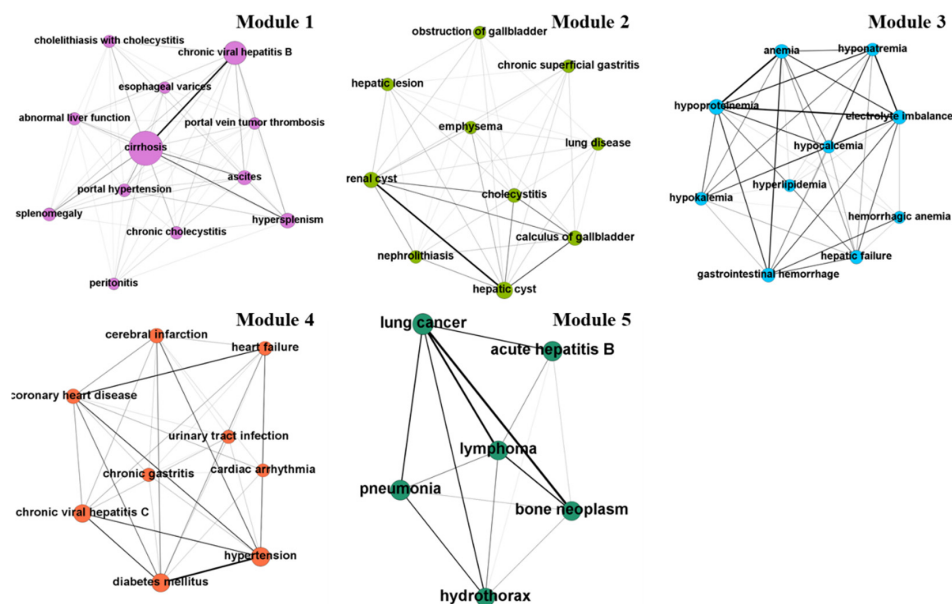 Module 1
cholelithiasis with cholecystitis
chronic viral hepatitis B
esophageal varices
abnormal liver function
portal vein tumor thrombosis
cirrhosis
ascites
portal hypertension
splenomegaly
hypersplenism
chronic cholecystitis
peritonitis
Module 2
obstruction of gallbladder
chronic superficial gastritis
hepatic lesion
emphysema
lung disease
renal cyst
cholecystitis
calculus of gallbladder
nephrolithiasis
hepatic cyst
Module 3
anemia
hyponatremia
hypoproteinemia
electrolyte imbalance
hypocalcemia
hyperlipidemia
hypokalemia
hemorrhagic anemia
hepatic failure
gastrointestinal hemorrhage
Module 4
cerebral infarction
heart failure
coronary heart disease
urinary tract infection
chronic gastritis
cardiac arrhythmia
chronic viral hepatitis C
hypertension
diabetes mellitus
Module 5
lung cancer
acute hepatitis B
lymphoma
pneumonia
bone neoplasm
hydrothorax